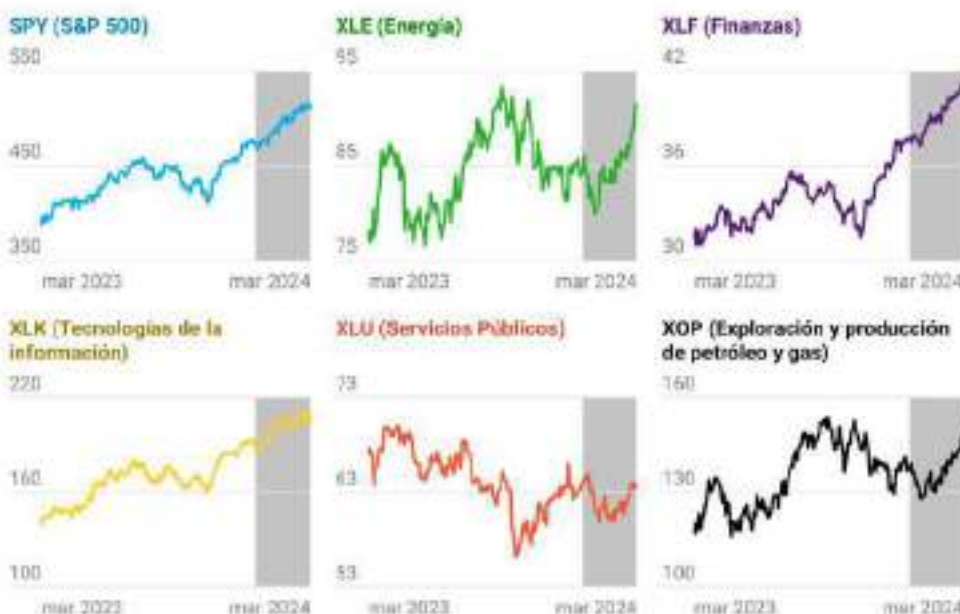 SPY (S&P 500)
550
450
350
mar 2023 mar 2024
XLE (Energía)
95
85
75
mar 2023 mar 2024
XLF (Finanzas)
42
36
30
mar 2023 mar 2024
XLK (Tecnologías de la
información)
220
160
100
mar 2023 mar 2024
XLU (Servicios Públicos)
73
63
53
mar 2023 mar 2024
XOP (Exploración y producción
de petróleo y gas)
160
130
100
mar 2023 mar 2024